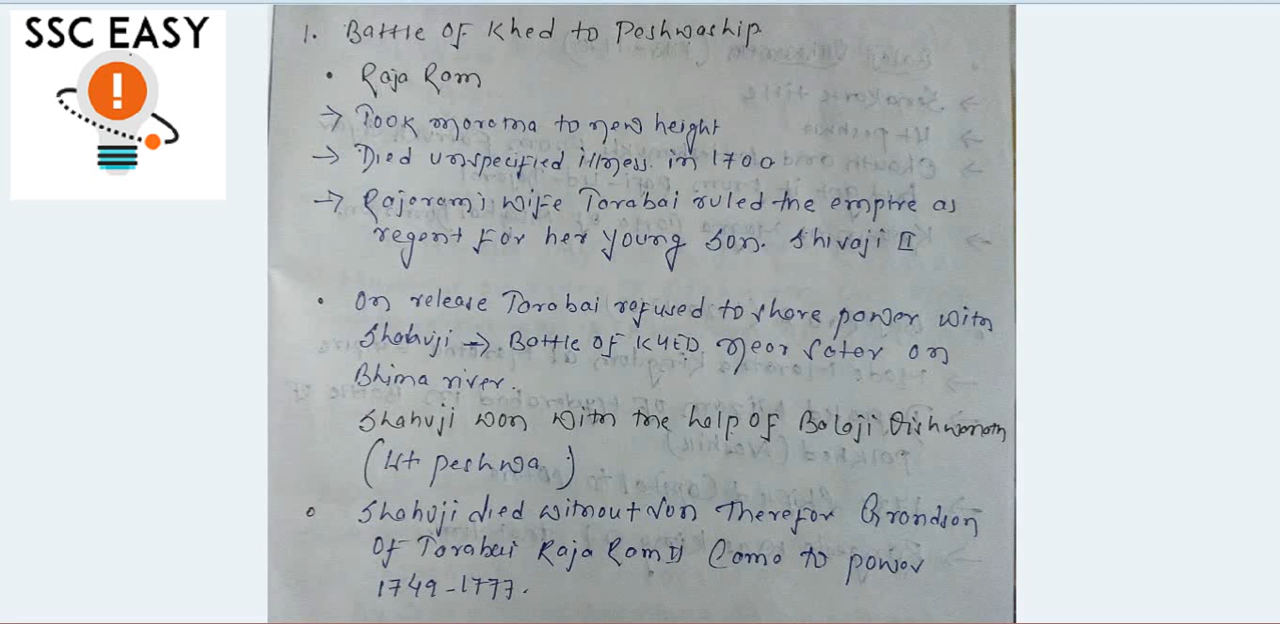 SSC EASY
!
1. Battle OF Khed to Peshwaship
• Raja Ram
→ Took maratha to new height
→ Died unspecified illness in 1700
→ Rajaram's wife Tarabai ruled the empire as
regent For her young son. Shivaji II
• On release Tarabai refused to share power with
Shahuji → Battle OF KHED Near Sater on
Bhima river.
Shahuji won with the help OF Balaji Vishwanath
(1st peshwa)
Shahuji died without son Therefor Grandson
OF Tarabai Raja Ram II Came to power
1749-1777.